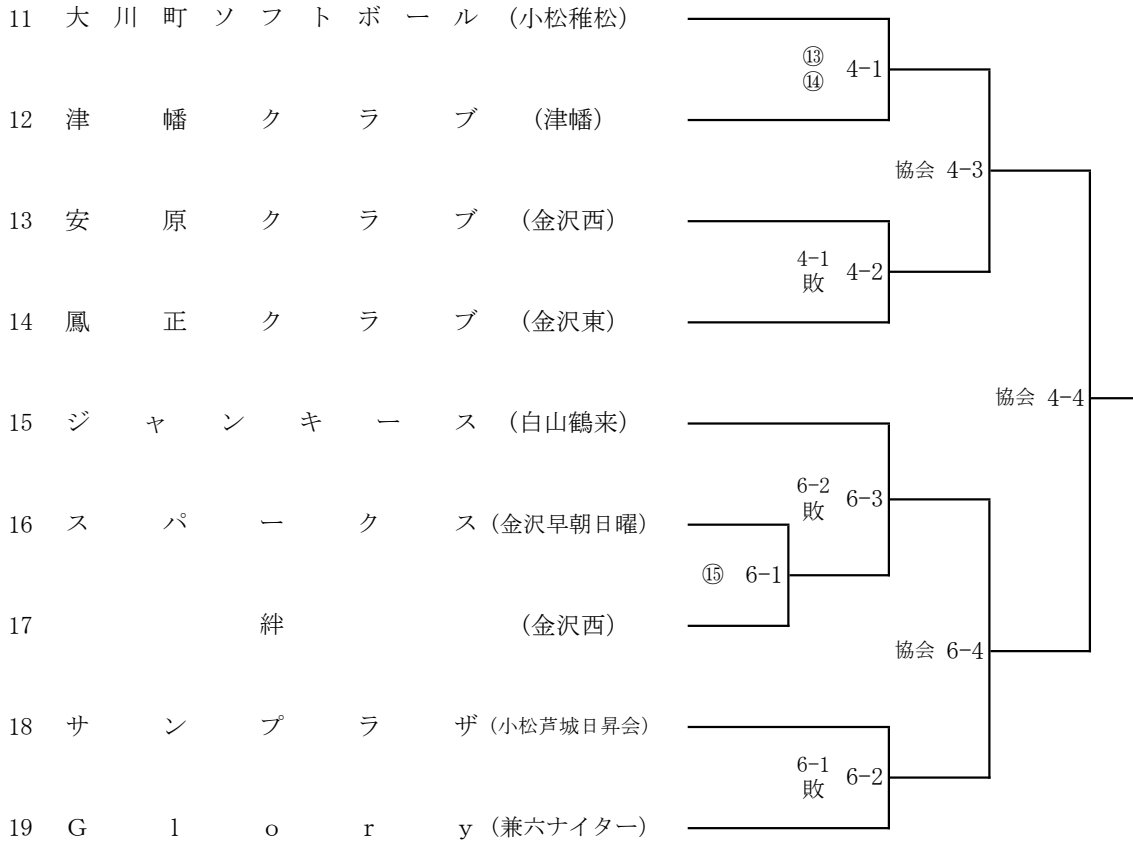 11 大川町ソフトボール (小松稚松)
⑬
⑭ 4-1
12 津幡クラブ (津幡)
協会 4-3
13 安原クラブ (金沢西)
4-1
敗 4-2
14 鳳正クラブ (金沢東)
協会 4-4
15 ジャンキース (白山鶴来)
6-2
敗 6-3
16 スパークス (金沢早朝日曜)
⑮ 6-1
17 絆 (金沢西)
協会 6-4
18 サンプラザ (小松芦城日昇会)
6-1
敗 6-2
19 Glory (兼六ナイター)